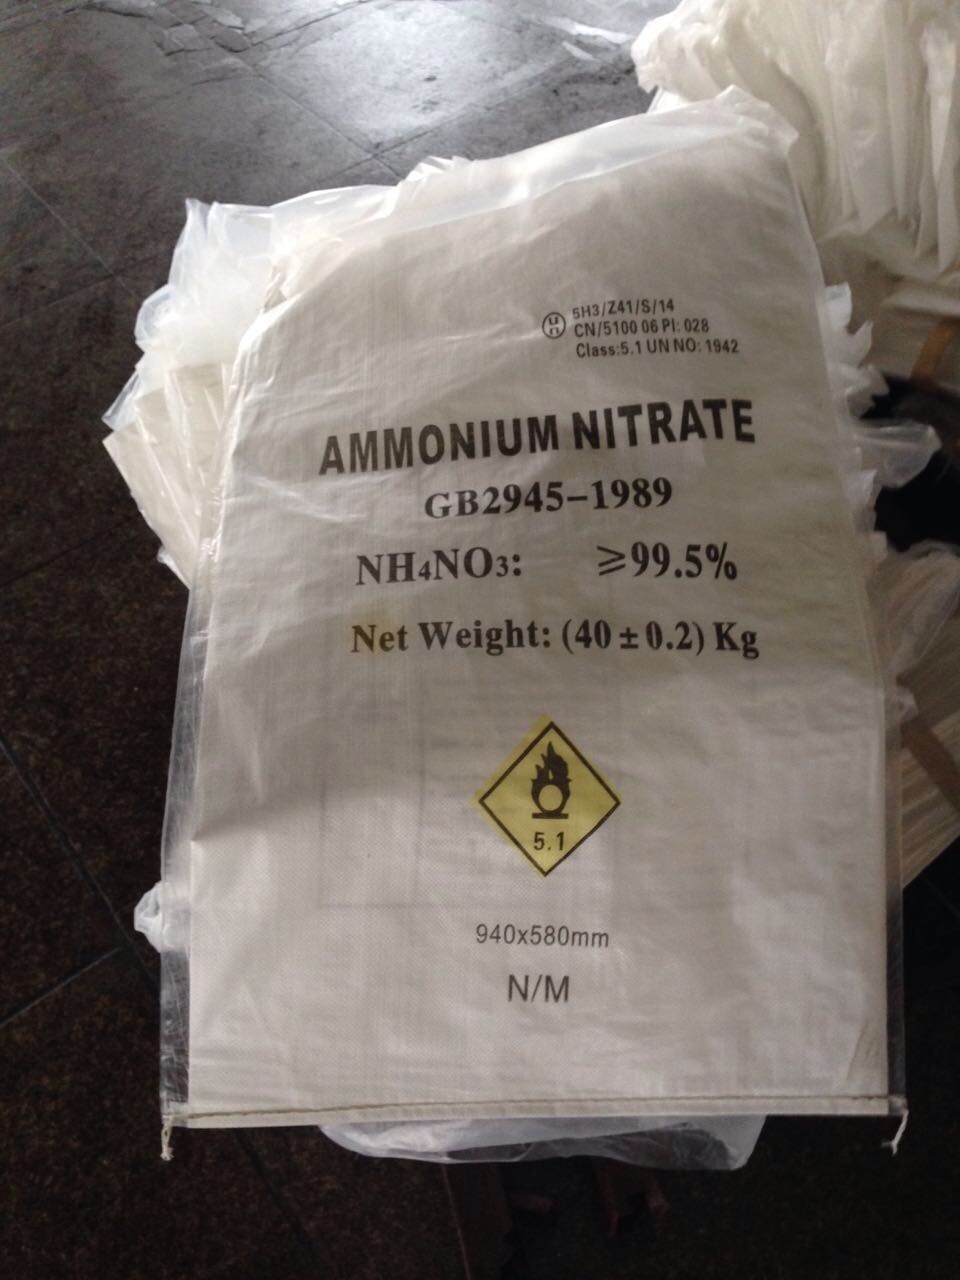 UN 5H3/Z41/S/14
CN/5100 06 PI: 028
Class:5.1 UN NO: 1942
AMMONIUM NITRATE
GB2945-1989
NH₄NO₃: ≥99.5%
Net Weight: (40±0.2) Kg
5.1
940x580mm
N/M